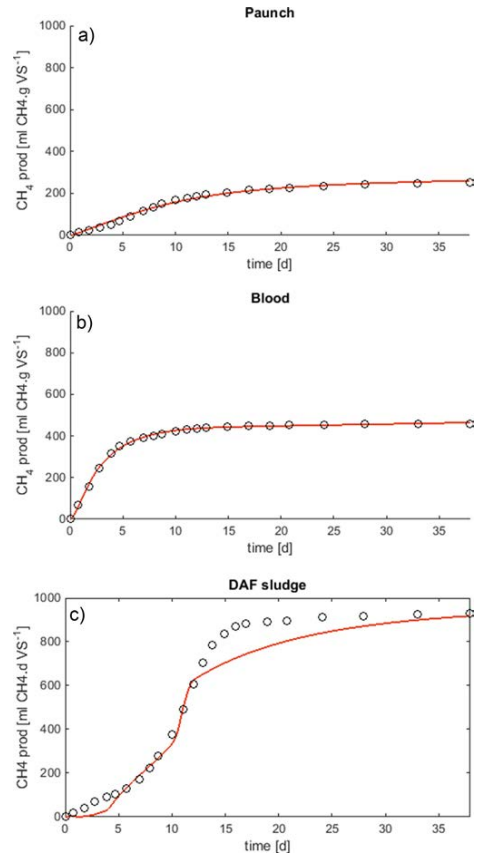 Paunch
a)
1000
800
600
400
200
0
CH₄ prod [ml CH4.g VS⁻¹]
0 5 10 15 20 25 30 35
time [d]
Blood
b)
1000
800
600
400
200
0
CH₄ prod [ml CH4.g VS⁻¹]
0 5 10 15 20 25 30 35
time [d]
DAF sludge
c)
1000
800
600
400
200
0
CH4 prod [ml CH4.d VS⁻¹]
0 5 10 15 20 25 30 35
time [d]